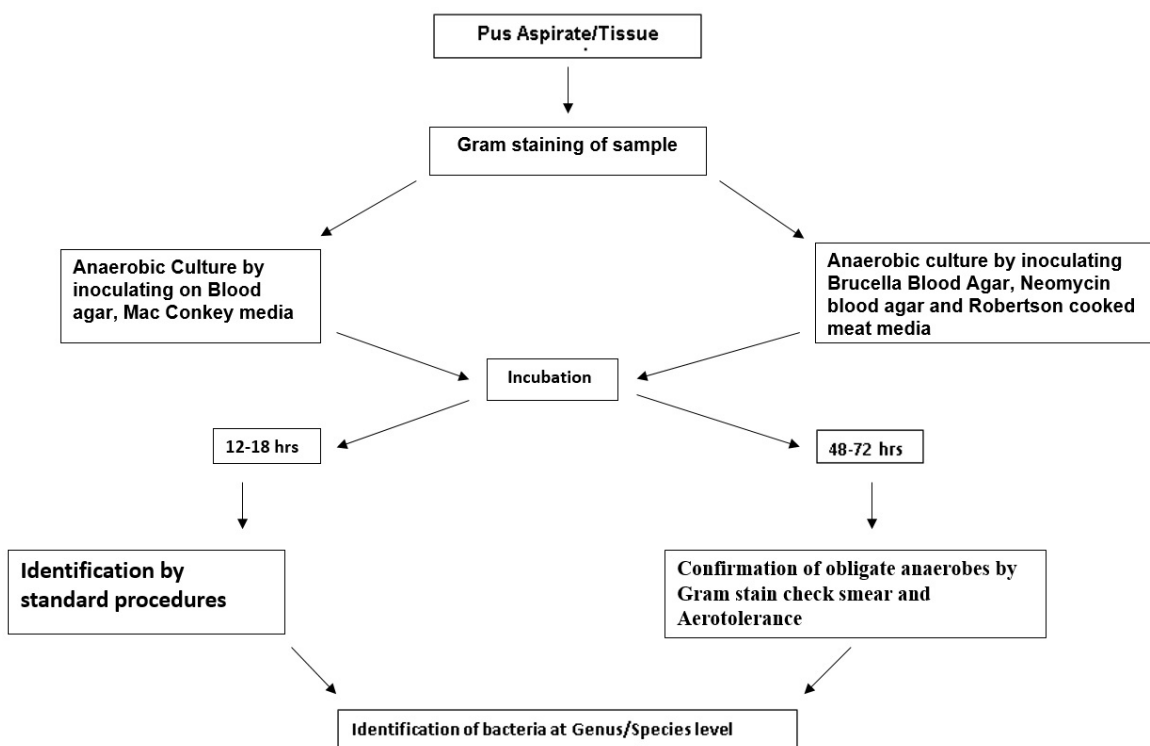 Pus Aspirate/Tissue
Gram staining of sample
Anaerobic Culture by
inoculating on Blood
agar, Mac Conkey media
Anaerobic culture by inoculating
Brucella Blood Agar, Neomycin
blood agar and Robertson cooked
meat media
Incubation
12-18 hrs
48-72 hrs
Identification by
standard procedures
Confirmation of obligate anaerobes by
Gram stain check smear and
Aerotolerance
Identification of bacteria at Genus/Species level